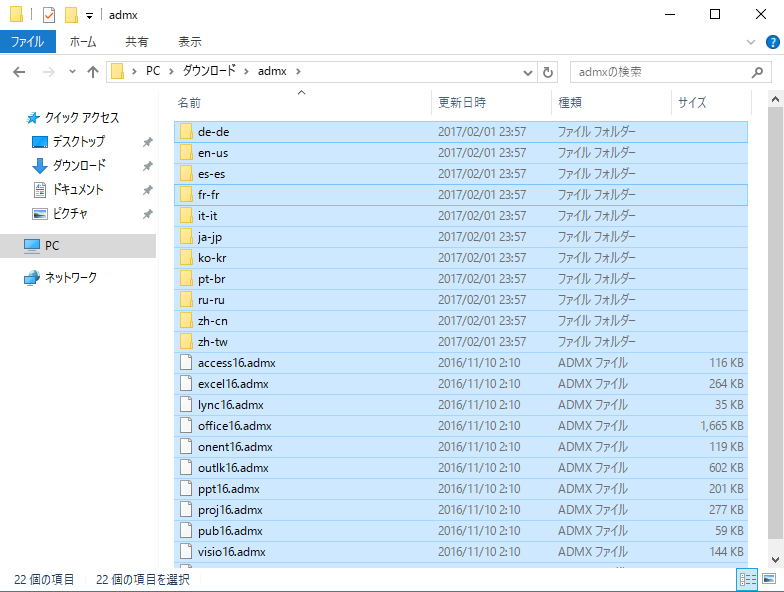 admx
ファイル ホーム 共有 表示
PC ダウンロード admx admxの検索
名前 更新日時 種類 サイズ
クイック アクセス
デスクトップ
ダウンロード
ドキュメント
ピクチャ
PC
ネットワーク
de-de 2017/02/01 23:57 ファイル フォルダー
en-us 2017/02/01 23:57 ファイル フォルダー
es-es 2017/02/01 23:57 ファイル フォルダー
fr-fr 2017/02/01 23:57 ファイル フォルダー
it-it 2017/02/01 23:57 ファイル フォルダー
ja-jp 2017/02/01 23:57 ファイル フォルダー
ko-kr 2017/02/01 23:57 ファイル フォルダー
pt-br 2017/02/01 23:57 ファイル フォルダー
ru-ru 2017/02/01 23:57 ファイル フォルダー
zh-cn 2017/02/01 23:57 ファイル フォルダー
zh-tw 2017/02/01 23:57 ファイル フォルダー
access16.admx 2016/11/10 2:10 ADMX ファイル 116 KB
excel16.admx 2016/11/10 2:10 ADMX ファイル 264 KB
lync16.admx 2016/11/10 2:10 ADMX ファイル 35 KB
office16.admx 2016/11/10 2:10 ADMX ファイル 1,665 KB
onent16.admx 2016/11/10 2:10 ADMX ファイル 119 KB
outlk16.admx 2016/11/10 2:10 ADMX ファイル 602 KB
ppt16.admx 2016/11/10 2:10 ADMX ファイル 201 KB
proj16.admx 2016/11/10 2:10 ADMX ファイル 277 KB
pub16.admx 2016/11/10 2:10 ADMX ファイル 59 KB
visio16.admx 2016/11/10 2:10 ADMX ファイル 144 KB
22 個の項目 22 個の項目を選択